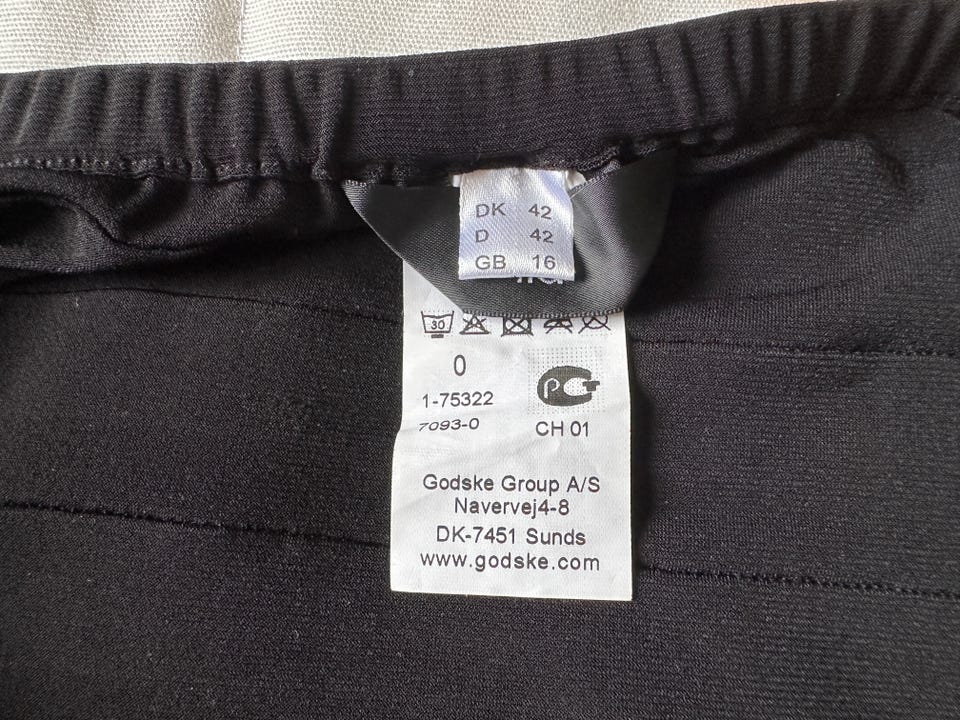 DK 42
D 42
GB 16
30
0
1-75322
7093-0
CH 01
Godske Group A/S
Navervej4-8
DK-7451 Sunds
www.godske.com